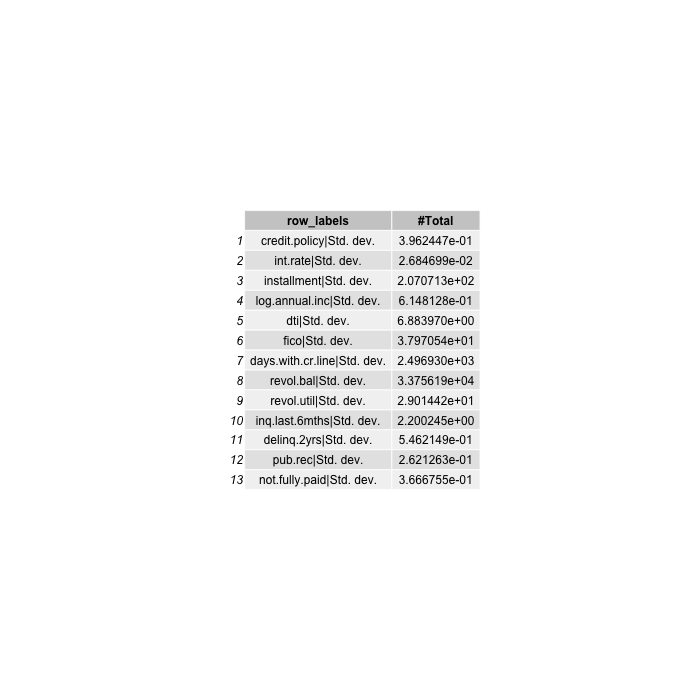 row_labels #Total
1 credit.policy|Std. dev. 3.962447e-01
2 int.rate|Std. dev. 2.684699e-02
3 installment|Std. dev. 2.070713e+02
4 log.annual.inc|Std. dev. 6.148128e-01
5 dti|Std. dev. 6.883970e+00
6 fico|Std. dev. 3.797054e+01
7 days.with.cr.line|Std. dev. 2.496930e+03
8 revol.bal|Std. dev. 3.375619e+04
9 revol.util|Std. dev. 2.901442e+01
10 inq.last.6mths|Std. dev. 2.200245e+00
11 delinq.2yrs|Std. dev. 5.462149e-01
12 pub.rec|Std. dev. 2.621263e-01
13 not.fully.paid|Std. dev. 3.666755e-01